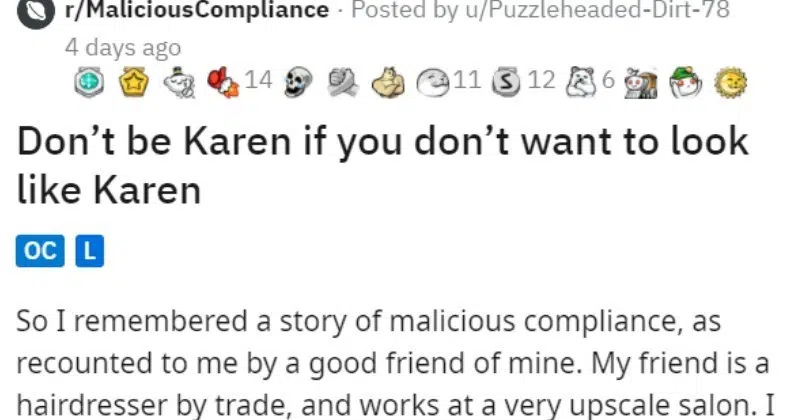 r/MaliciousCompliance · Posted by u/Puzzleheaded-Dirt-78
4 days ago
14 11 S 12 6
Don’t be Karen if you don’t want to look
like Karen
OC L
So I remembered a story of malicious compliance, as
recounted to me by a good friend of mine. My friend is a
hairdresser by trade, and works at a very upscale salon. I